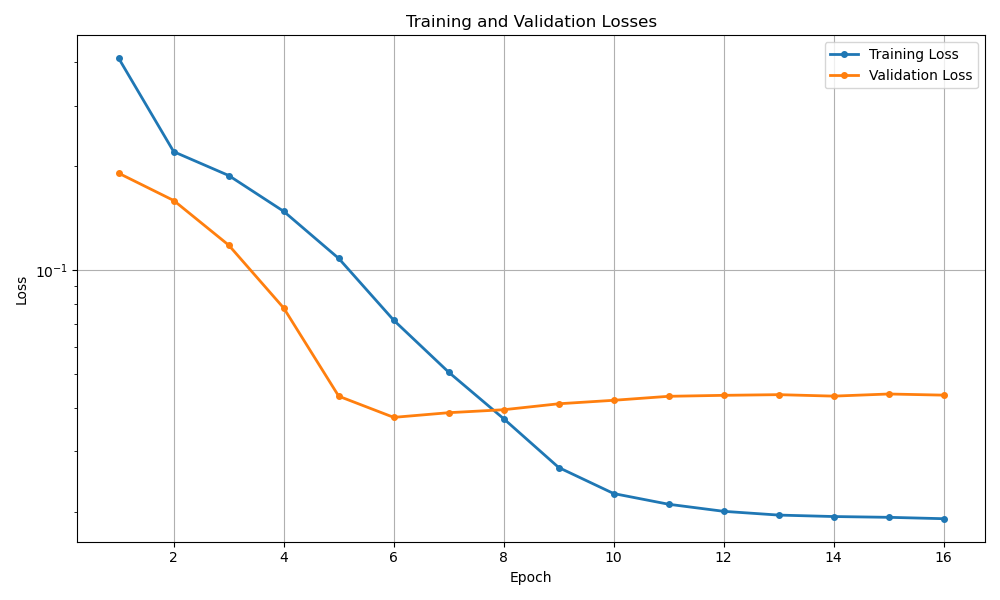 Training and Validation Losses
Training Loss
Validation Loss
Loss
10⁻¹
2 4 6 8 10 12 14 16
Epoch